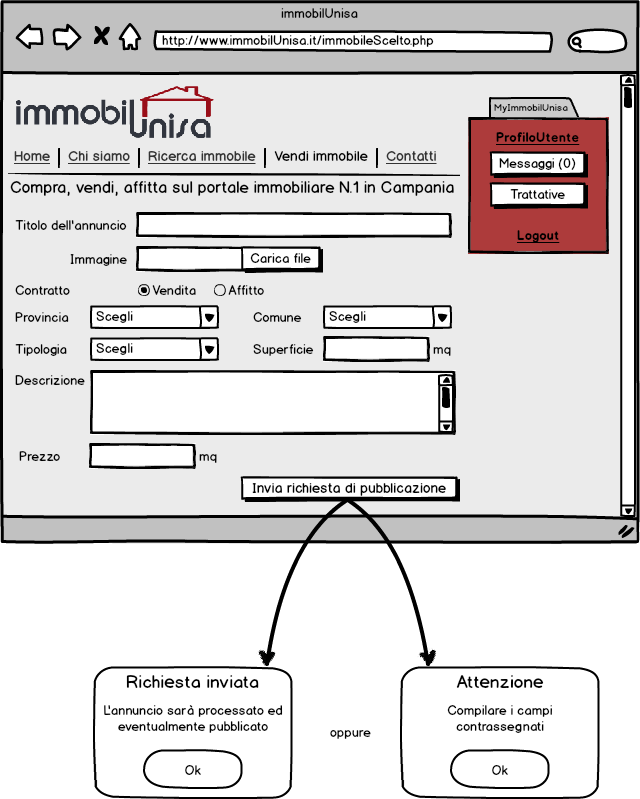 immobilUnisa
http://www.immobilUnisa.it/immobileScelto.php
immobilUnisa
MyImmobilUnisa
ProfiloUtente
Messaggi (0)
Trattative
Logout
Home Chi siamo Ricerca immobile Vendi immobile Contatti
Compra, vendi, affitta sul portale immobiliare N.1 in Campania
Titolo dell'annuncio
Immagine Carica file
Contratto Vendita Affitto
Provincia Scegli Comune Scegli
Tipologia Scegli Superficie mq
Descrizione
Prezzo mq
Invia richiesta di pubblicazione
Richiesta inviata
L'annuncio sarà processato ed
eventualmente pubblicato
Ok
oppure
Attenzione
Compilare i campi
contrassegnati
Ok